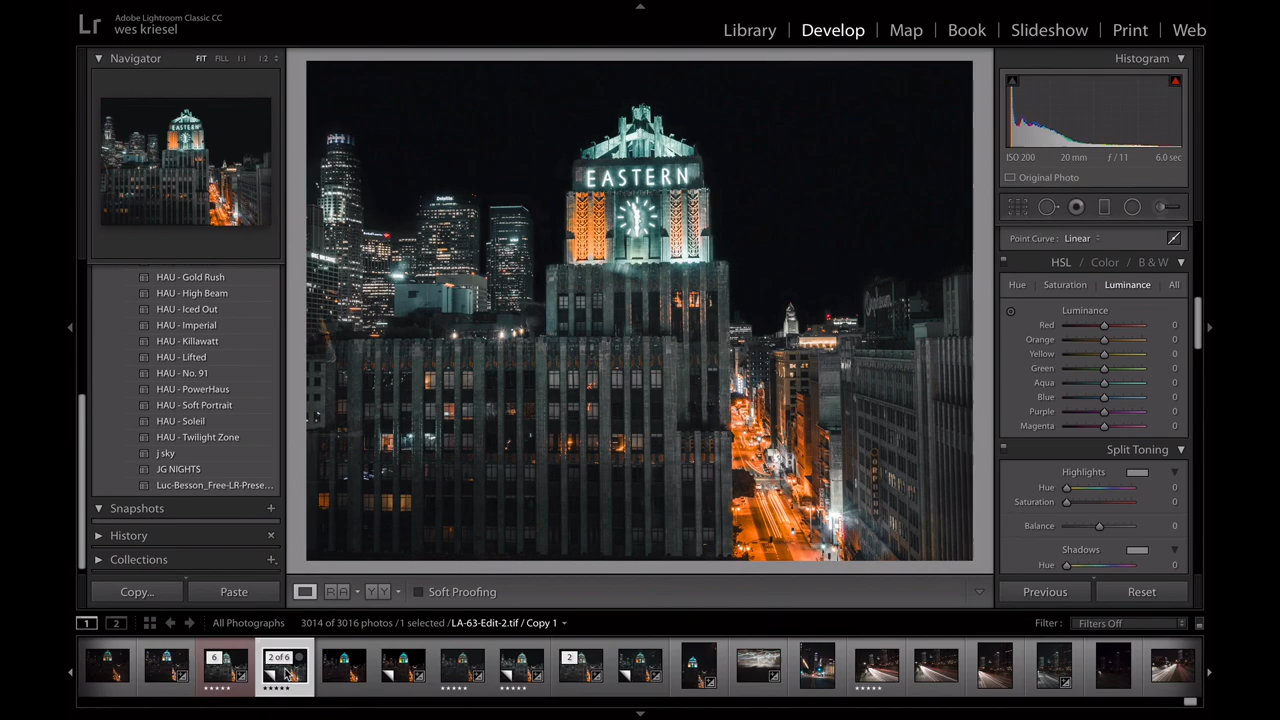 Lr
Adobe Lightroom Classic CC
wes kriesel
Library | Develop | Map | Book | Slideshow | Print | Web
Navigator FIT FILL 1:1 1:2
EASTERN
HAU - Gold Rush
HAU - High Beam
HAU - Iced Out
HAU - Imperial
HAU - Killawatt
HAU - Lifted
HAU - No. 91
HAU - PowerHaus
HAU - Soft Portrait
HAU - Soleil
HAU - Twilight Zone
j sky
JG NIGHTS
Luc-Besson_Free-LR-Prese...
Snapshots
History
Collections
Copy... Paste
EASTERN
Deloitte
ORPHEUM
Histogram
ISO 200 20 mm ƒ / 11 6.0 sec
Original Photo
Point Curve : Linear
HSL / Color / B & W
Hue Saturation Luminance All
Luminance
Red 0
Orange 0
Yellow 0
Green 0
Aqua 0
Blue 0
Purple 0
Magenta 0
Split Toning
Highlights
Hue 0
Saturation 0
Balance 0
Shadows
Hue 0
Previous Reset
R A Y Y Soft Proofing
1 2 All Photographs 3014 of 3016 photos / 1 selected / LA-63-Edit-2.tif / Copy 1 Filter : Filters Off
6 2 of 6 2